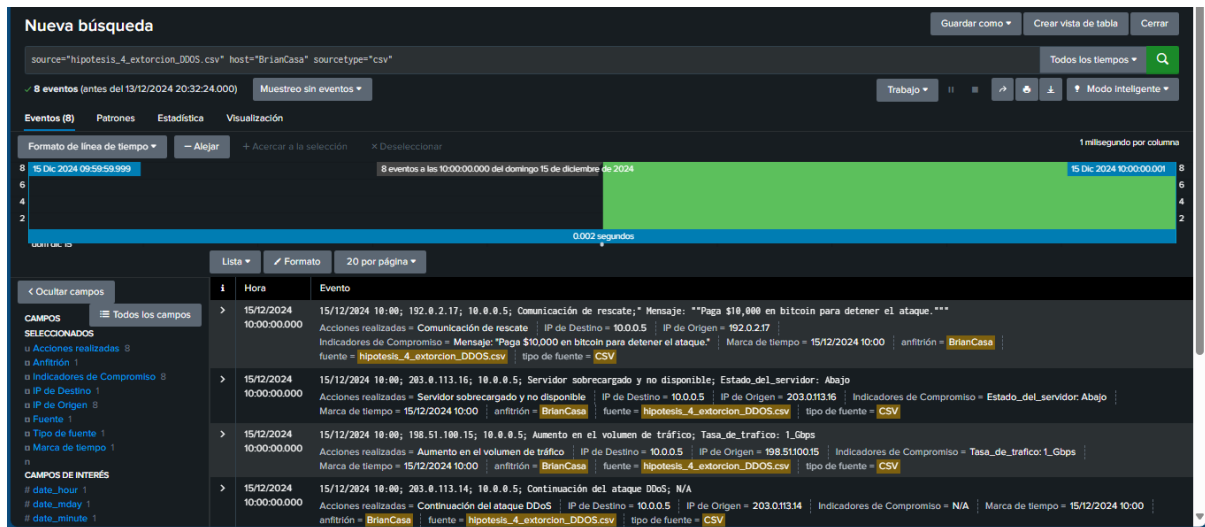 Nueva búsqueda
Guardar como
Crear vista de tabla
Cerrar
source="hipotesis_4_extorcion_DDOS.csv" host="BrianCasa" sourcetype="csv"
Todos los tiempos
✓ 8 eventos (antes del 13/12/2024 20:32:24.000)
Muestreo sin eventos
Trabajo
Modo inteligente
Eventos (8)
Patrones
Estadística
Visualización
Formato de línea de tiempo
— Alejar
+ Acercar a la selección
× Deseleccionar
1 milisegundo por columna
8 15 Dic 2024 09:59:59.999
8 eventos a las 10:00:00.000 del domingo 15 de diciembre de 2024
15 Dic 2024 10:00:00.001 8
6 6
4 4
2 2
0.002 segundos
dom dic 15
Lista
Formato
20 por página
< Ocultar campos
Todos los campos
i Hora Evento
CAMPOS SELECCIONADOS
Acciones realizadas 8
Anfitrión 1
Indicadores de Compromiso 8
IP de Destino 1
IP de Origen 8
Fuente 1
Tipo de fuente 1
Marca de tiempo 1
CAMPOS DE INTERÉS
# date_hour 1
# date_mday 1
# date_minute 1
> 15/12/2024 10:00:00.000
15/12/2024 10:00; 192.0.2.17; 10.0.0.5; Comunicación de rescate;" Mensaje: ""Paga $10,000 en bitcoin para detener el ataque."""
Acciones realizadas = Comunicación de rescate IP de Destino = 10.0.0.5 IP de Origen = 192.0.2.17
Indicadores de Compromiso = Mensaje: "Paga $10,000 en bitcoin para detener el ataque." Marca de tiempo = 15/12/2024 10:00 anfitrión = BrianCasa
fuente = hipotesis_4_extorcion_DDOS.csv tipo de fuente = CSV
> 15/12/2024 10:00:00.000
15/12/2024 10:00; 203.0.113.16; 10.0.0.5; Servidor sobrecargado y no disponible; Estado_del_servidor: Abajo
Acciones realizadas = Servidor sobrecargado y no disponible IP de Destino = 10.0.0.5 IP de Origen = 203.0.113.16 Indicadores de Compromiso = Estado_del_servidor: Abajo
Marca de tiempo = 15/12/2024 10:00 anfitrión = BrianCasa fuente = hipotesis_4_extorcion_DDOS.csv tipo de fuente = CSV
> 15/12/2024 10:00:00.000
15/12/2024 10:00; 198.51.100.15; 10.0.0.5; Aumento en el volumen de tráfico; Tasa_de_trafico: 1_Gbps
Acciones realizadas = Aumento en el volumen de tráfico IP de Destino = 10.0.0.5 IP de Origen = 198.51.100.15 Indicadores de Compromiso = Tasa_de_trafico: 1_Gbps
Marca de tiempo = 15/12/2024 10:00 anfitrión = BrianCasa fuente = hipotesis_4_extorcion_DDOS.csv tipo de fuente = CSV
> 15/12/2024 10:00:00.000
15/12/2024 10:00; 203.0.113.14; 10.0.0.5; Continuación del ataque DDoS; N/A
Acciones realizadas = Continuación del ataque DDoS IP de Destino = 10.0.0.5 IP de Origen = 203.0.113.14 Indicadores de Compromiso = N/A Marca de tiempo = 15/12/2024 10:00
anfitrión = BrianCasa fuente = hipotesis_4_extorcion_DDOS.csv tipo de fuente = CSV